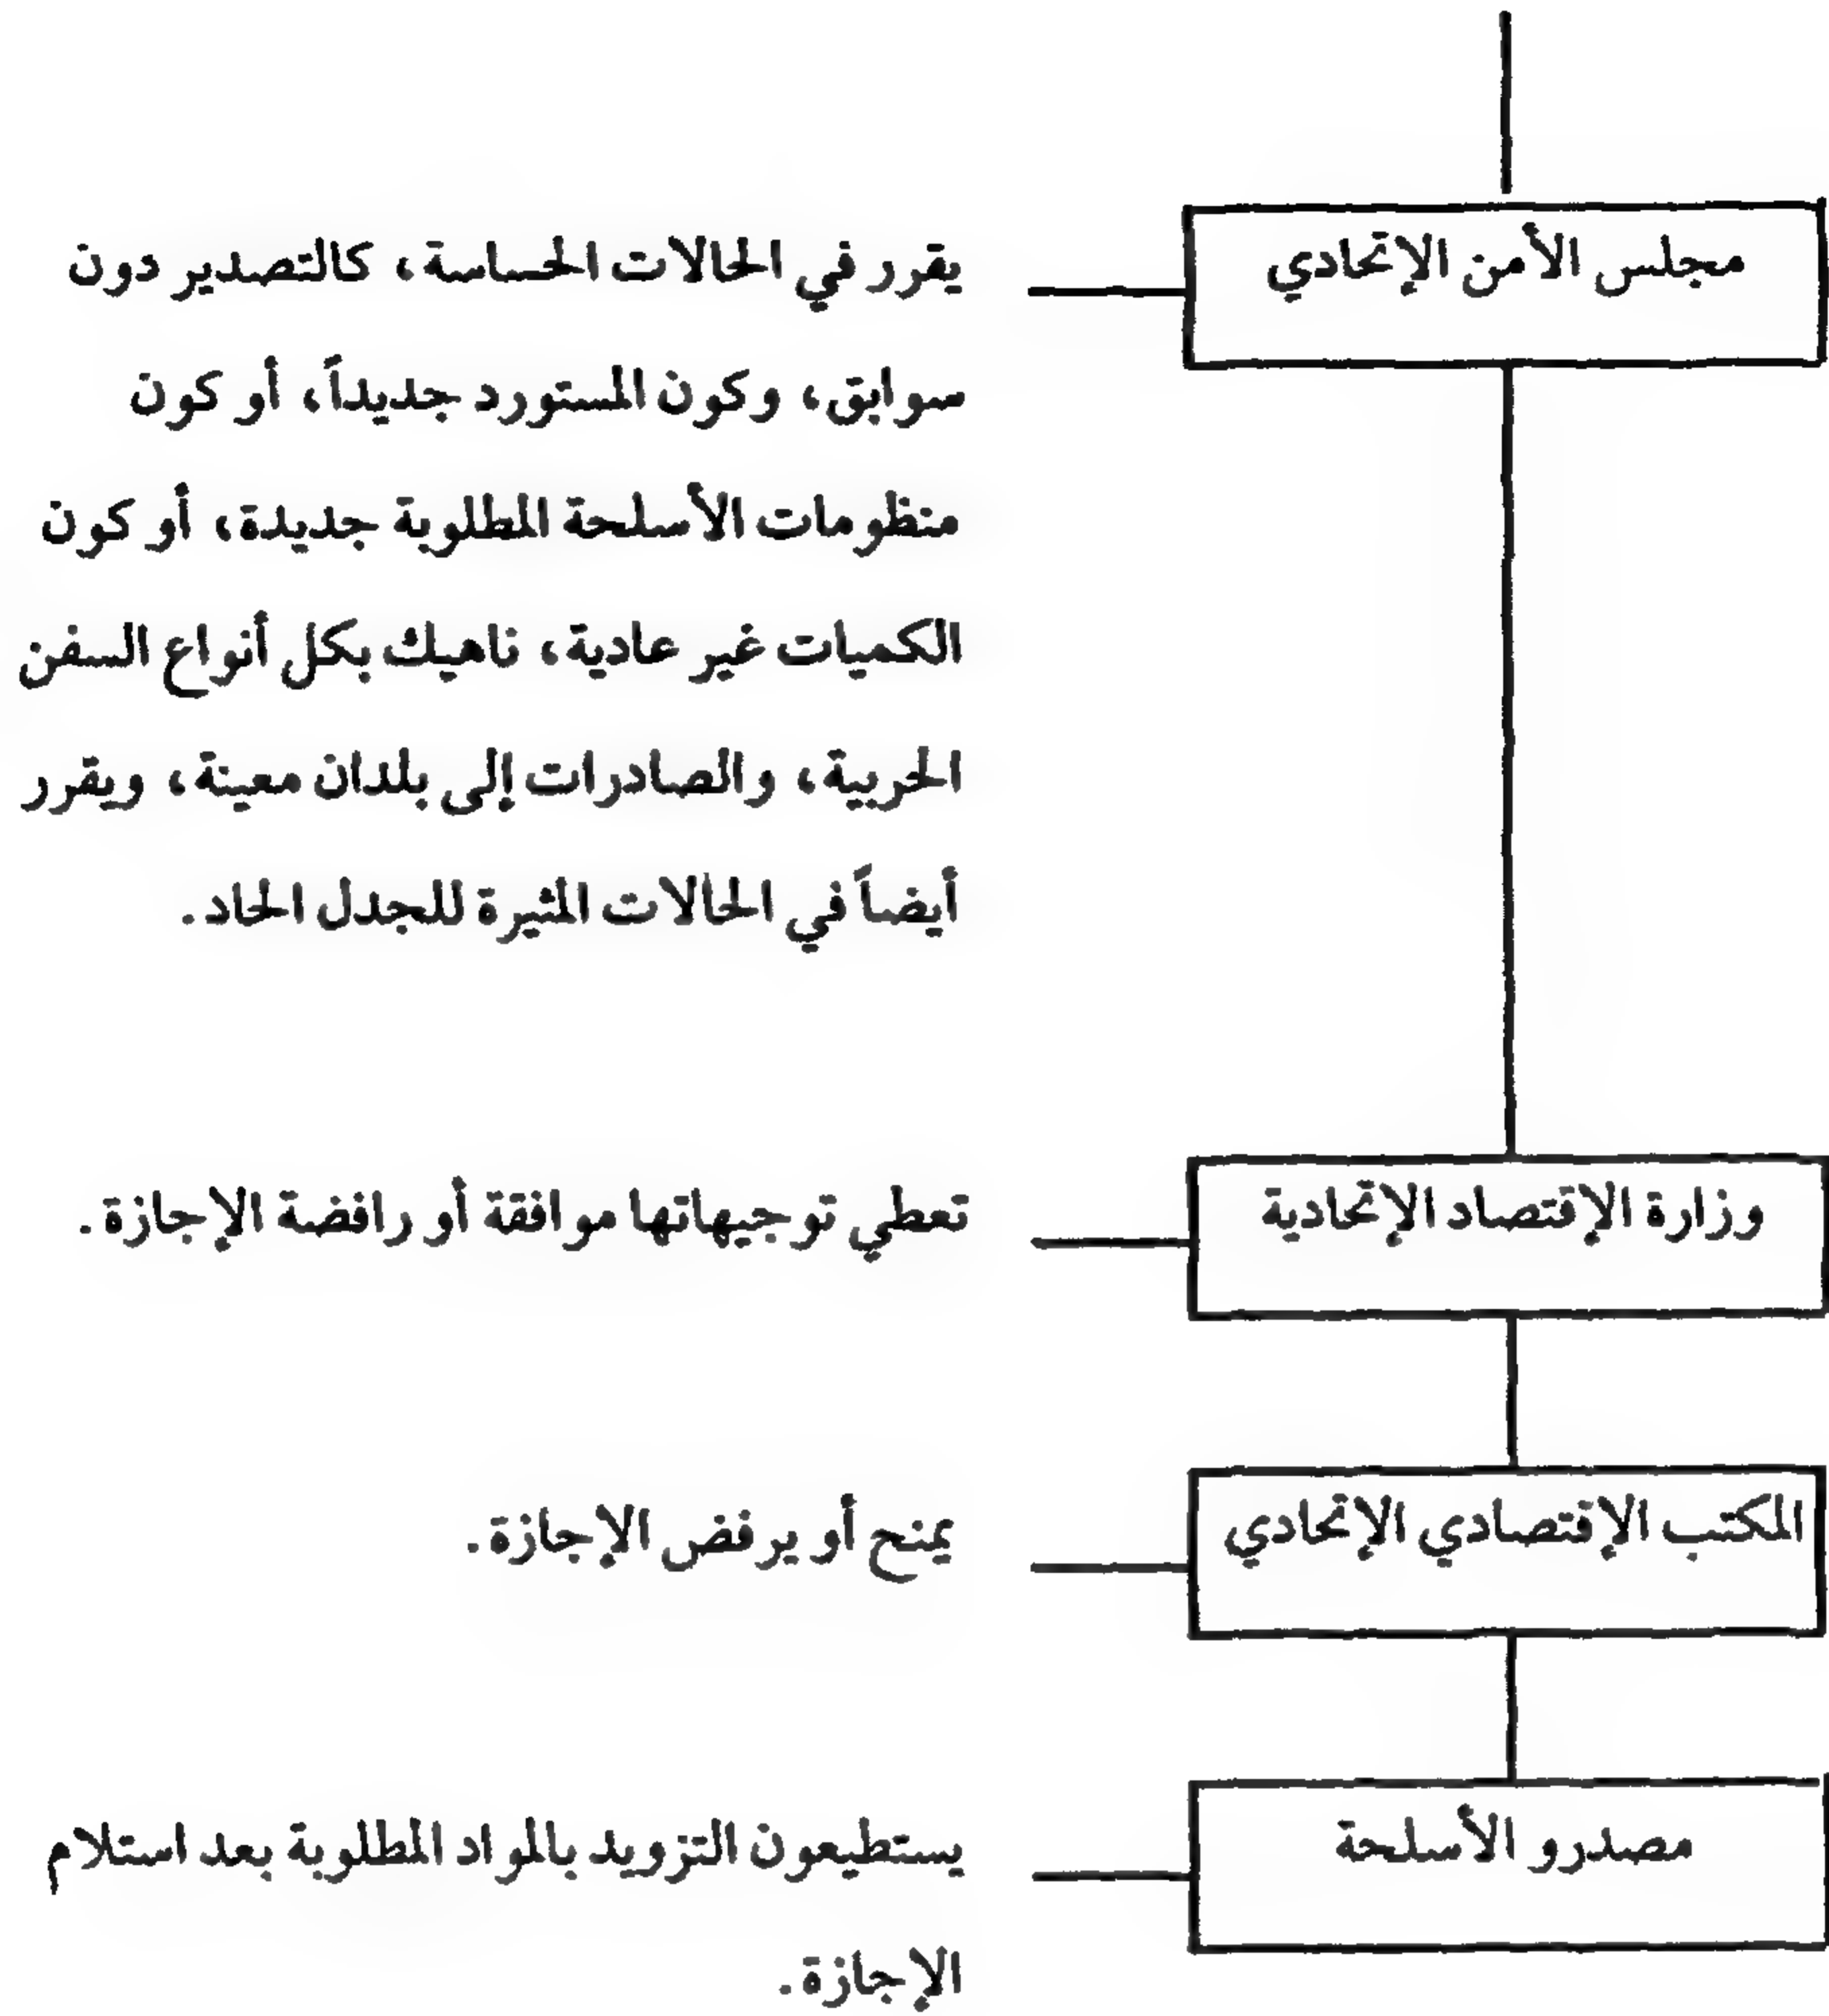 مجلس الأمن الإتحادي
يقرر في الحالات الحساسة، كالتصدير دون
سوابق، وكون المستورد جديداً، أو كون
منظومات الأسلحة المطلوبة جديدة، أو كون
الكميات غير عادية، ناهيك بكل أنواع السفن
الحربية، والصادرات إلى بلدان معينة، ويقرر
أيضاً في الحالات المثيرة للجدل الحاد.
وزارة الإقتصاد الإتحادية
تعطي توجيهاتها موافقة أو رافضة الإجازة.
المكتب الإقتصادي الإتحادي
يمنح أو يرفض الإجازة.
مصدرو الأسلحة
يستطيعون التزويد بالمواد المطلوبة بعد استلام
الإجازة.